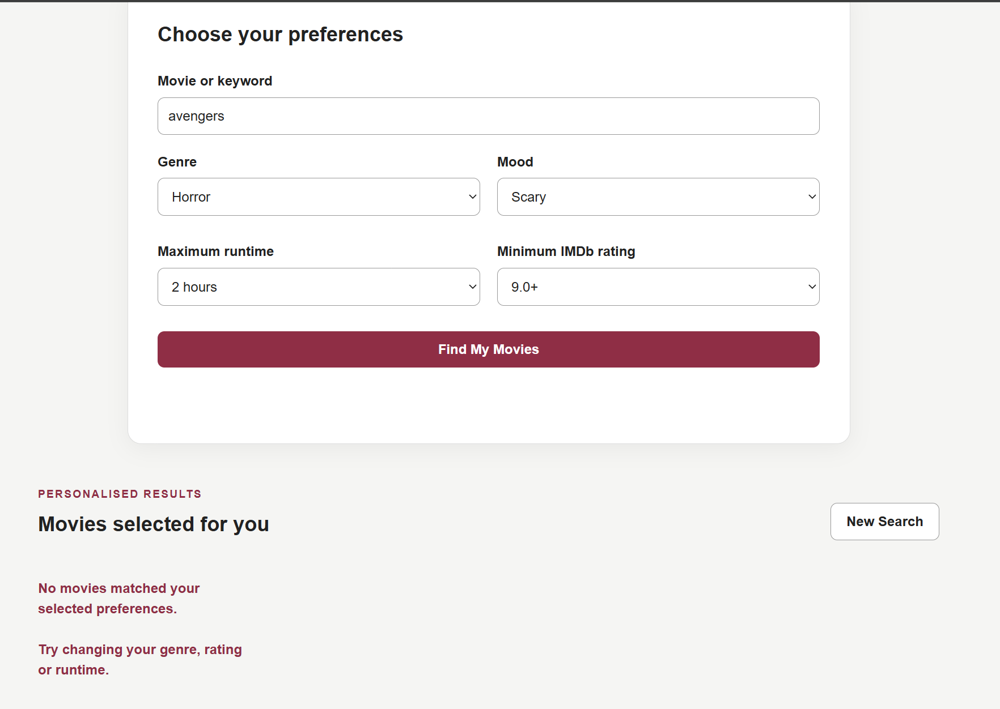 Choose your preferences
Movie or keyword
avengers
Genre
Mood
Horror
Scary
Maximum runtime
Minimum IMDb rating
2 hours
9.0+
Find My Movies
PERSONALISED RESULTS
Movies selected for you
New Search
No movies matched your
selected preferences.
Try changing your genre, rating
or runtime.